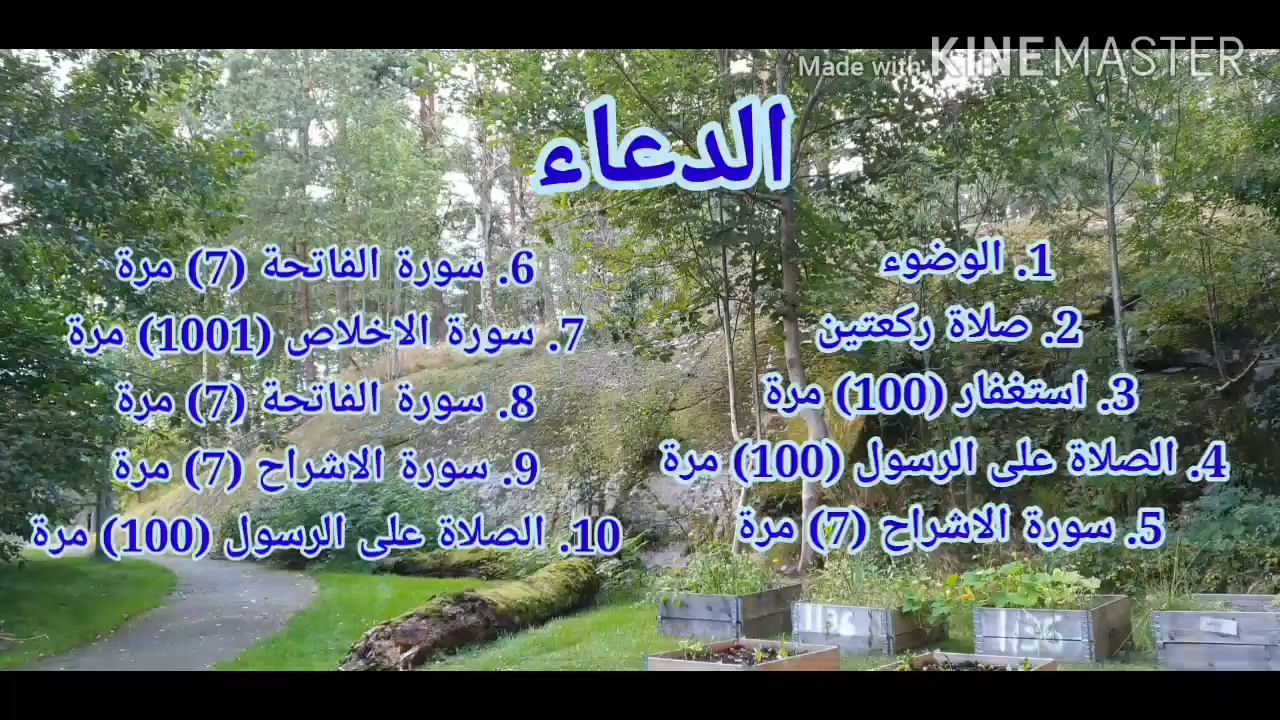 Made with KINEMASTER
الدعاء
1. الوضوء
2. صلاة ركعتين
3. استغفار (100) مرة
4. الصلاة على الرسول (100) مرة
5. سورة الاشراح (7) مرة
6. سورة الفاتحة (7) مرة
7. سورة الاخلاص (1001) مرة
8. سورة الفاتحة (7) مرة
9. سورة الاشراح (7) مرة
10. الصلاة على الرسول (100) مرة
1136
1136